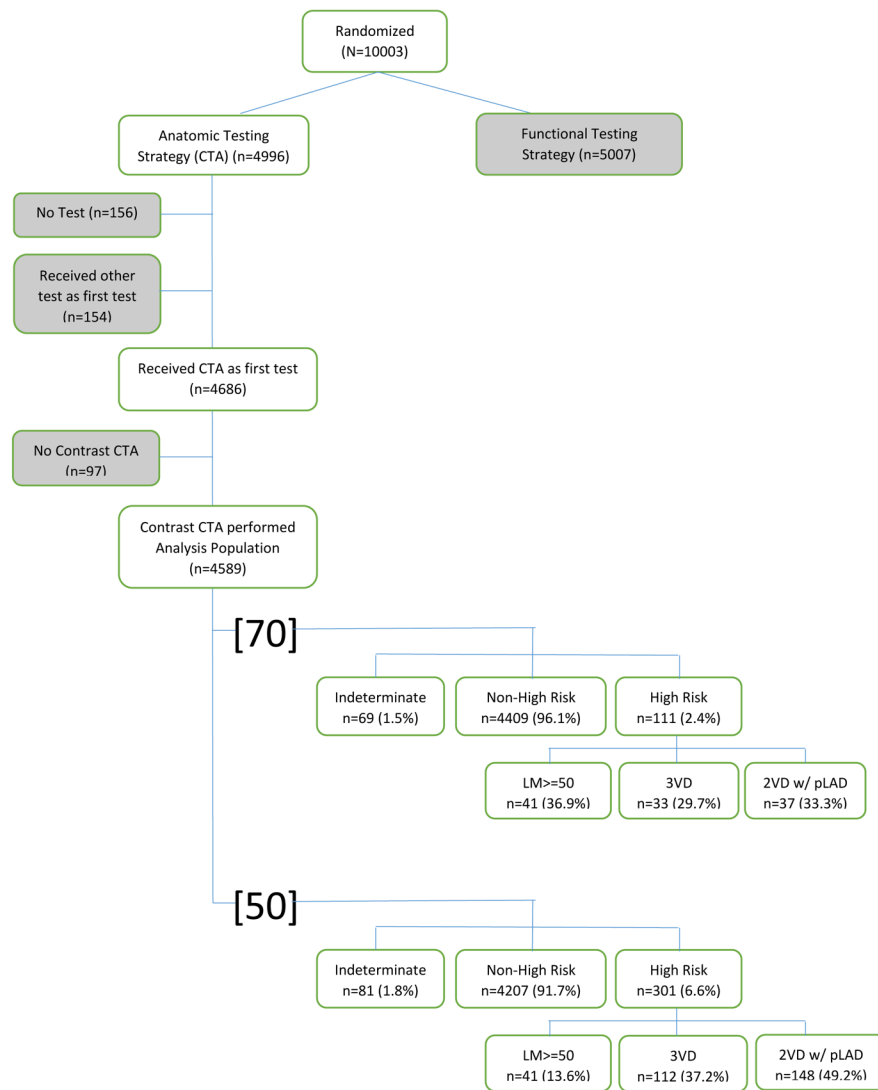 Randomized
(N=10003)
Anatomic Testing
Strategy (CTA) (n=4996)
Functional Testing
Strategy (n=5007)
No Test (n=156)
Received other
test as first test
(n=154)
Received CTA as first test
(n=4686)
No Contrast CTA
(n=97)
Contrast CTA performed
Analysis Population
(n=4589)
[70]
Indeterminate
n=69 (1.5%)
Non-High Risk
n=4409 (96.1%)
High Risk
n=111 (2.4%)
LM>=50
n=41 (36.9%)
3VD
n=33 (29.7%)
2VD w/ pLAD
n=37 (33.3%)
[50]
Indeterminate
n=81 (1.8%)
Non-High Risk
n=4207 (91.7%)
High Risk
n=301 (6.6%)
LM>=50
n=41 (13.6%)
3VD
n=112 (37.2%)
2VD w/ pLAD
n=148 (49.2%)